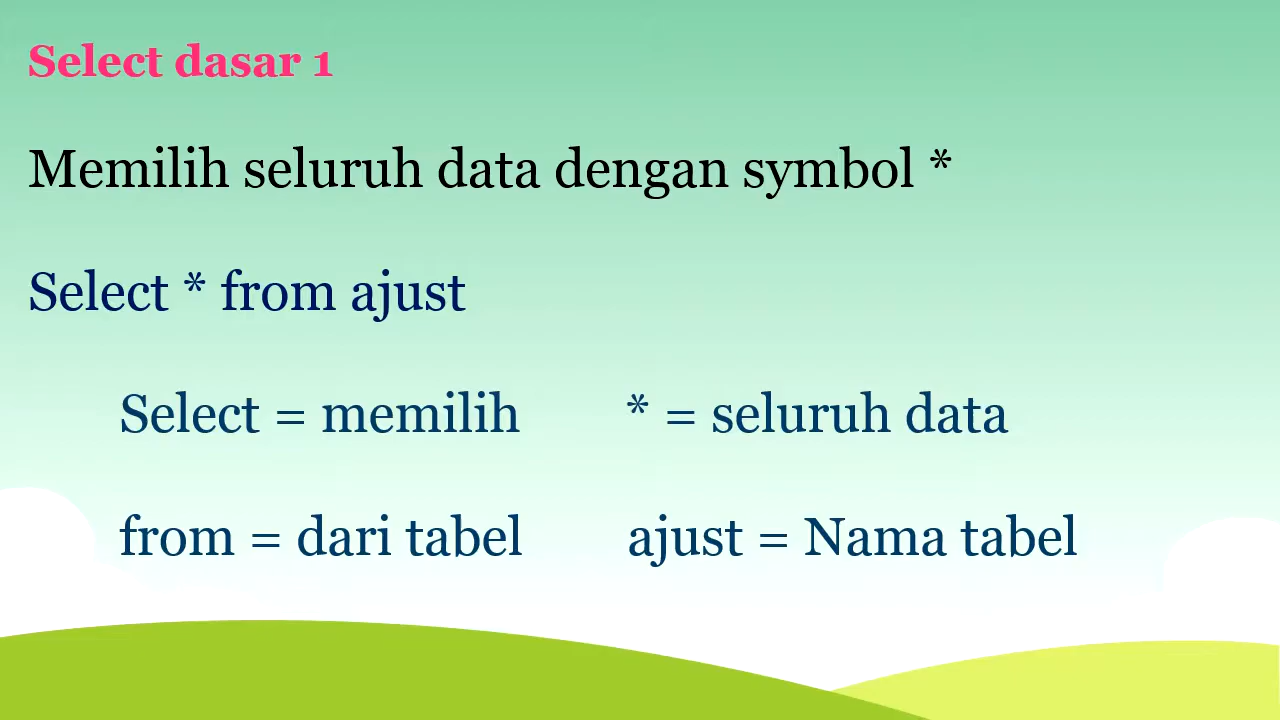 Select dasar 1
Memilih seluruh data dengan symbol *
Select * from ajust
Select = memilih * = seluruh data
from = dari tabel ajust = Nama tabel